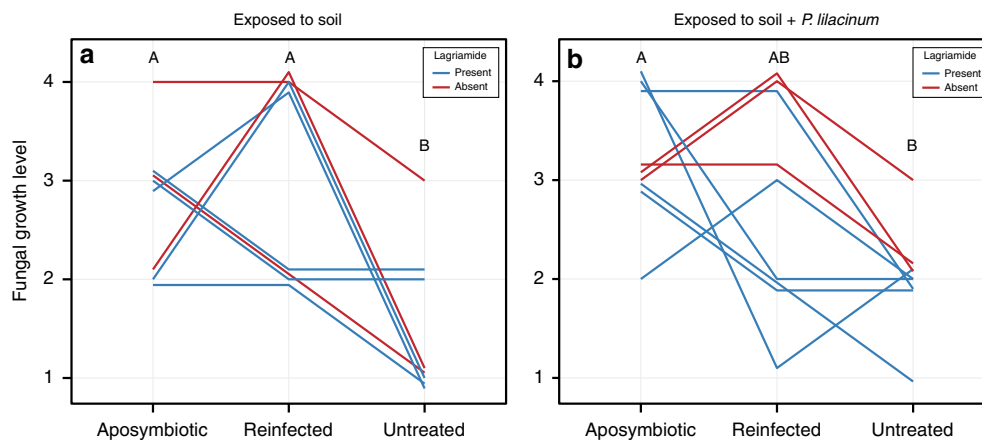 Exposed to soil
Exposed to soil + P. lilacinum
a
A
A
B
Lagriamide
Present
Absent
b
A
AB
B
Lagriamide
Present
Absent
Fungal growth level
4
3
2
1
4
3
2
1
Aposymbiotic
Reinfected
Untreated
Aposymbiotic
Reinfected
Untreated